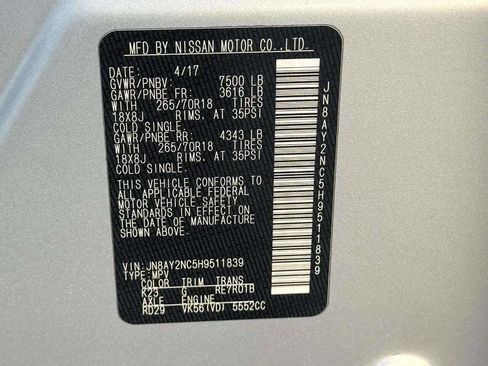 MFD BY NISSAN MOTOR CO.,LTD.
DATE: 4/17
GVWR/PNBV: 7500 LB
GAWR/PNBE FR: 3616 LB
WITH 265/70R18 TIRES
18X8J RIMS. AT 35PSI
COLD SINGLE.
GAWR/PNBE RR: 4343 LB
WITH 265/70R18 TIRES
18X8J RIMS. AT 35PSI
COLD SINGLE.
THIS VEHICLE CONFORMS TO
ALL APPLICABLE FEDERAL
MOTOR VEHICLE SAFETY
STANDARDS IN EFFECT ON
THE DATE OF MANUFACTURE
SHOWN ABOVE.
VIN: JN8AY2NC5H9511839
TYPE: MPV
COLOR TRIM TRANS
K23 G RE7R01B
AXLE ENGINE
RD29 VK56(VD) 5552CC
JN8AY2NC5H9511839